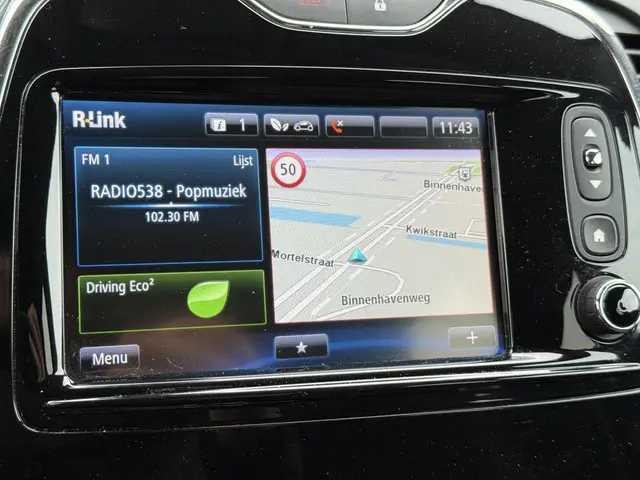 R-Link
1
11:43
FM 1 Lijst
RADIO538 - Popmuziek
102.30 FM
50
Binnenhaven
Kwikstraat
Mortelstraat
Binnenhavenweg
Driving Eco²
Menu
+